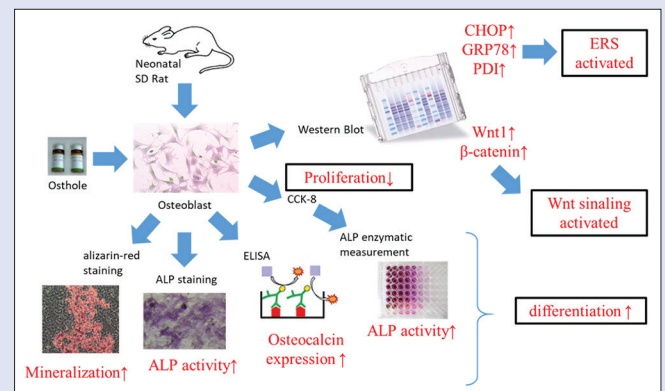 Neonatal
SD Rat
Osthole
Osteoblast
Western Blot
CHOP↑
GRP78↑
PDI↑
ERS
activated
Wnt1↑
β-catenin↑
Wnt sinaling
activated
Proliferation↓
CCK-8
alizarin-red
staining
Mineralization↑
ALP staining
ALP activity↑
ELISA
Osteocalcin
expression ↑
ALP enzymatic
measurement
ALP activity↑
differentiation ↑